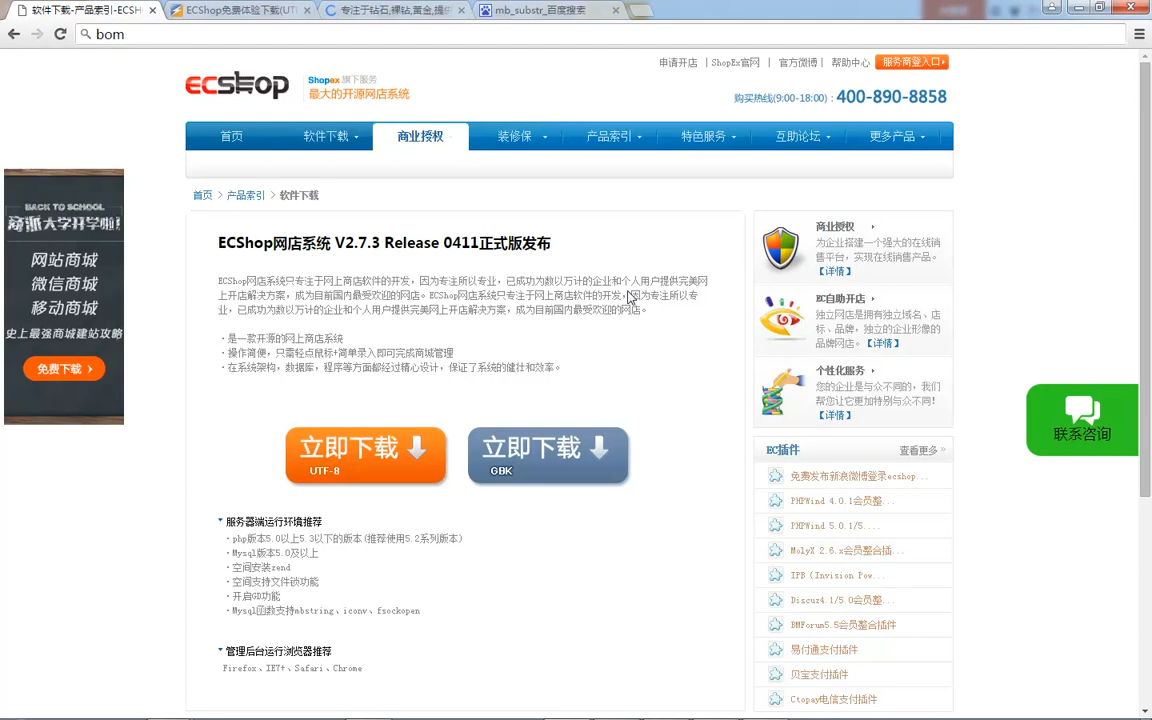 软件下载-产品索引-ECSH
ECShop免费体验下载(UTI
专注于钻石,裸钻,黄金,提供
mb_substr_百度搜索
bom
申请开店 | ShopEx官网 | 官方微博 | 帮助中心 服务商登入口
ECSHOP
Shopex 旗下服务
最大的开源网店系统
购买热线(9:00-18:00)：400-890-8858
首页 软件下载 商业授权 装修保 产品索引 特色服务 互助论坛 更多产品
首页 > 产品索引 > 软件下载
BACK TO SCHOOL
商派大学开学啦!
网站商城
微信商城
移动商城
史上最强商城建站攻略
免费下载 ›
ECShop网店系统 V2.7.3 Release 0411正式版发布
ECShop网店系统只专注于网上商店软件的开发，因为专注所以专业，已成功为数以万计的企业和个人用户提供完美网
上开店解决方案，成为目前国内最受欢迎的网店。ECShop网店系统只专注于网上商店软件的开发，因为专注所以专
业，已成功为数以万计的企业和个人用户提供完美网上开店解决方案，成为目前国内最受欢迎的网店。
· 是一款开源的网上商店系统
· 操作简便，只需轻点鼠标+简单录入即可完成商城管理
· 在系统架构，数据库，程序等方面都经过精心设计，保证了系统的健壮和效率。
立即下载
UTF-8
立即下载
GBK
服务器端运行环境推荐
· php版本5.0以上5.3以下的版本(推荐使用5.2系列版本)
· Mysql版本5.0及以上
· 空间安装zend
· 空间支持文件锁功能
· 开启GD功能
· Mysql函数支持mbstring、iconv、fsockopen
管理后台运行浏览器推荐
Firefox、IE7+、Safari、Chrome
商业授权
为企业搭建一个强大的在线销
售平台，实现在线销售产品。
【详情】
EC自助开店
独立网店是拥有独立域名、店
标、品牌，独立的企业形像的
品牌网店。【详情】
个性化服务
您的企业是与众不同的，我们
帮您让它更加特别与众不同！
【详情】
EC插件 查看更多 »
免费发布新浪微博登录ecshop...
PHPWind 4.0.1会员整...
PHPWind 5.0.1/5....
MolyX 2.6.x会员整合插...
IPB (Invision Pow...
Discuz4.1/5.0会员整...
BMForum5.5会员整合插件
易付通支付插件
贝宝支付插件
Ctopay电信支付插件
联系咨询